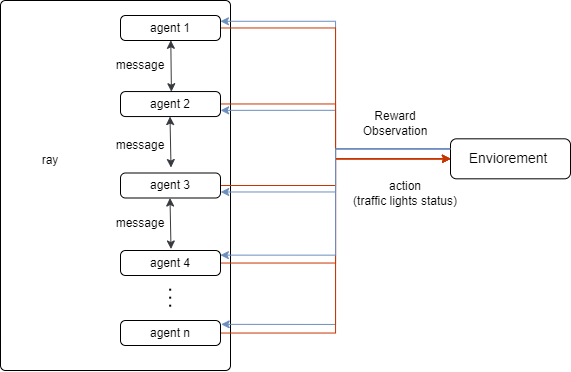 agent 1
message
agent 2
Reward
Observation
message
Enviorement
ray
agent 3
action
(traffic lights status)
message
agent 4
agent n